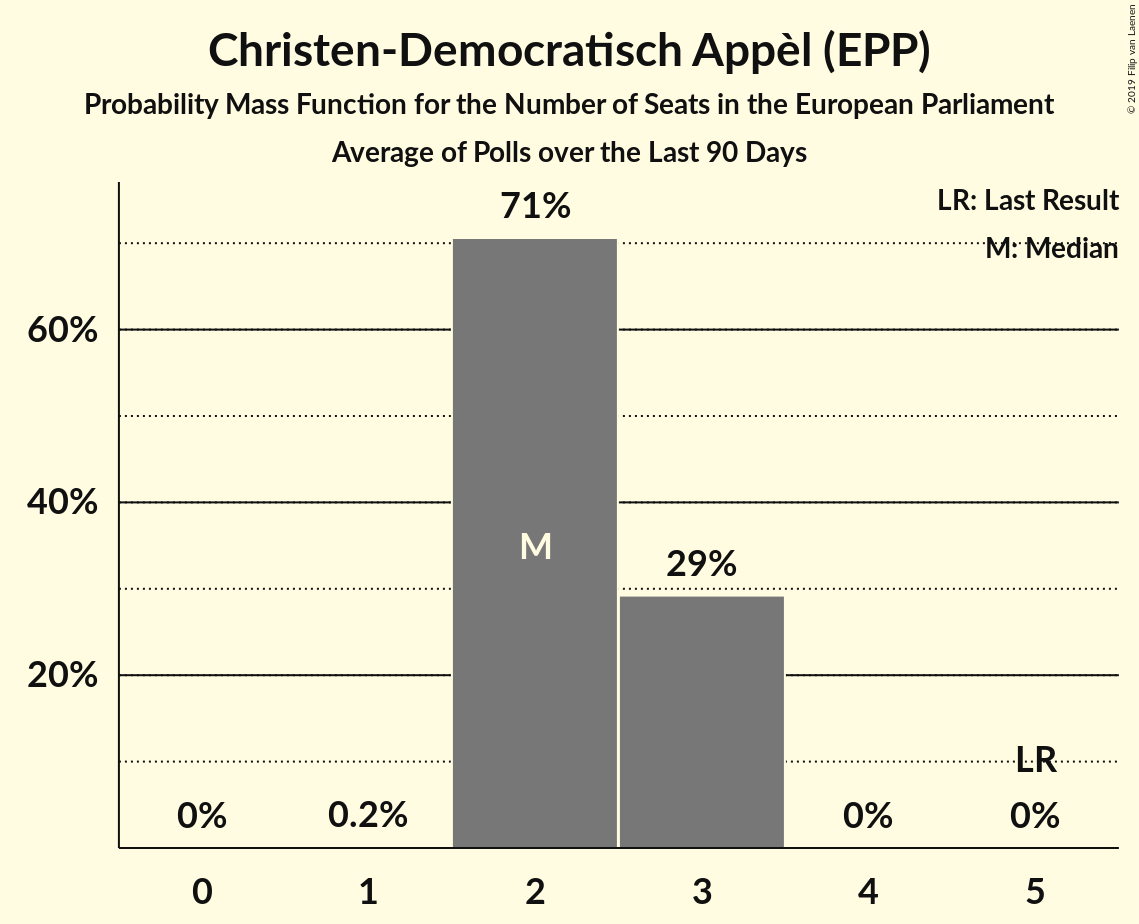 Christen-Democratisch Appèl (EPP)
Probability Mass Function for the Number of Seats in the European Parliament
Average of Polls over the Last 90 Days
© 2019 Filip van Laenen
LR: Last Result
M: Median
71%
60%
40%
M
29%
20%
LR
0% 0.2% 0% 0%
0 1 2 3 4 5